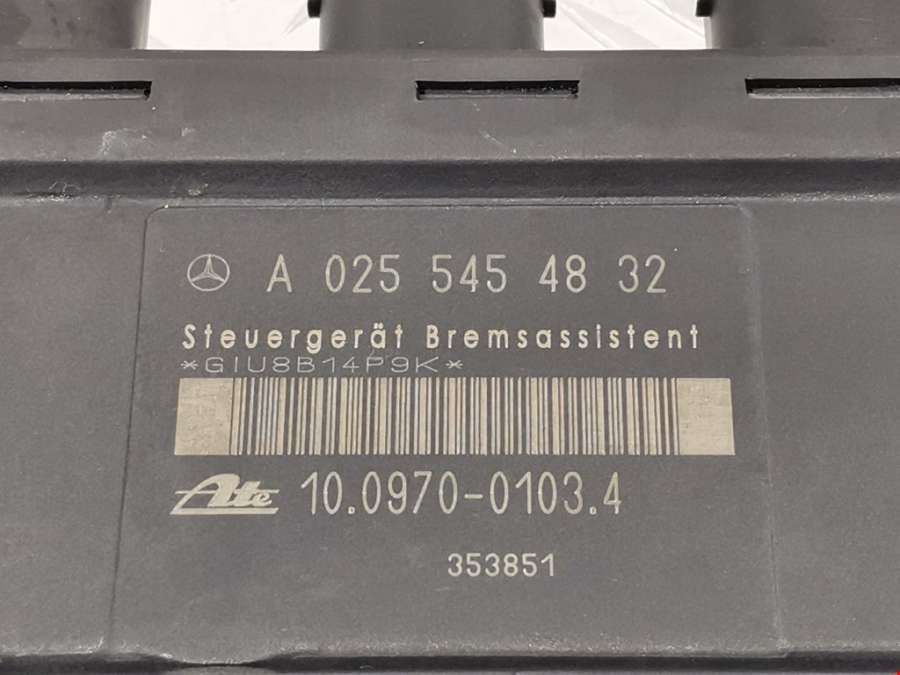 A 025 545 48 32
Steuergerät Bremsassistent
*GIU8B14P9K*
Ate 10.0970-0103.4
353851